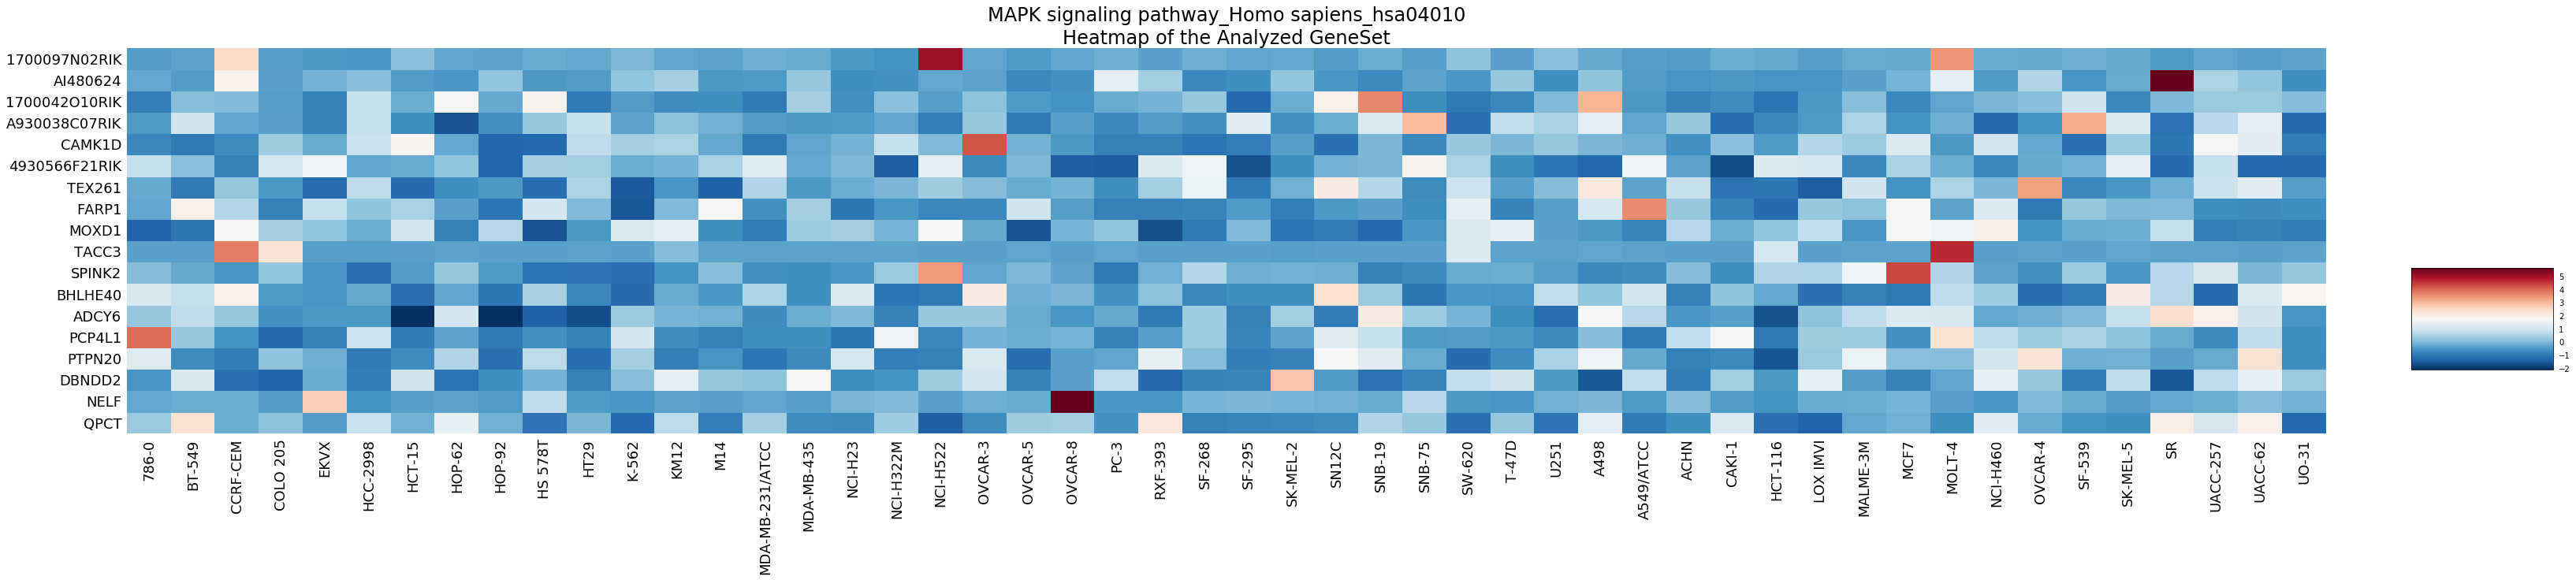 MAPK signaling pathway_Homo sapiens_hsa04010
Heatmap of the Analyzed GeneSet
1700097N02RIK
AI480624
1700042O10RIK
A930038C07RIK
CAMK1D
4930566F21RIK
TEX261
FARP1
MOXD1
TACC3
SPINK2
BHLHE40
ADCY6
PCP4L1
PTPN20
DBNDD2
NELF
QPCT
786-0
BT-549
CCRF-CEM
COLO 205
EKVX
HCC-2998
HCT-15
HOP-62
HOP-92
HS 578T
HT29
K-562
KM12
M14
MDA-MB-231/ATCC
MDA-MB-435
NCI-H23
NCI-H322M
NCI-H522
OVCAR-3
OVCAR-5
OVCAR-8
PC-3
RXF-393
SF-268
SF-295
SK-MEL-2
SN12C
SNB-19
SNB-75
SW-620
T-47D
U251
A498
A549/ATCC
ACHN
CAKI-1
HCT-116
LOX IMVI
MALME-3M
MCF7
MOLT-4
NCI-H460
OVCAR-4
SF-539
SK-MEL-5
SR
UACC-257
UACC-62
UO-31
5
4
3
2
1
0
−1
−2